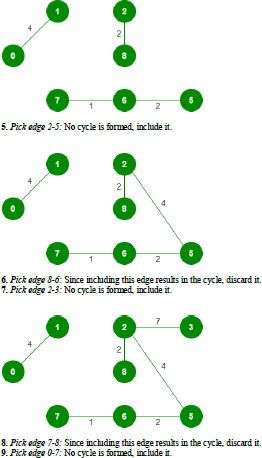 1 2
4
2
0 8
7 6 5
1 2
5. Pick edge 2-5: No cycle is formed, include it.
1 2
4 2 4
0 8
7 6 5
1 2
6. Pick edge 8-6: Since including this edge results in the cycle, discard it.
7. Pick edge 2-3: No cycle is formed, include it.
1 2 7 3
4 2
0 8 4
7 6 5
1 2
8. Pick edge 7-8: Since including this edge results in the cycle, discard it.
9. Pick edge 0-7: No cycle is formed, include it.